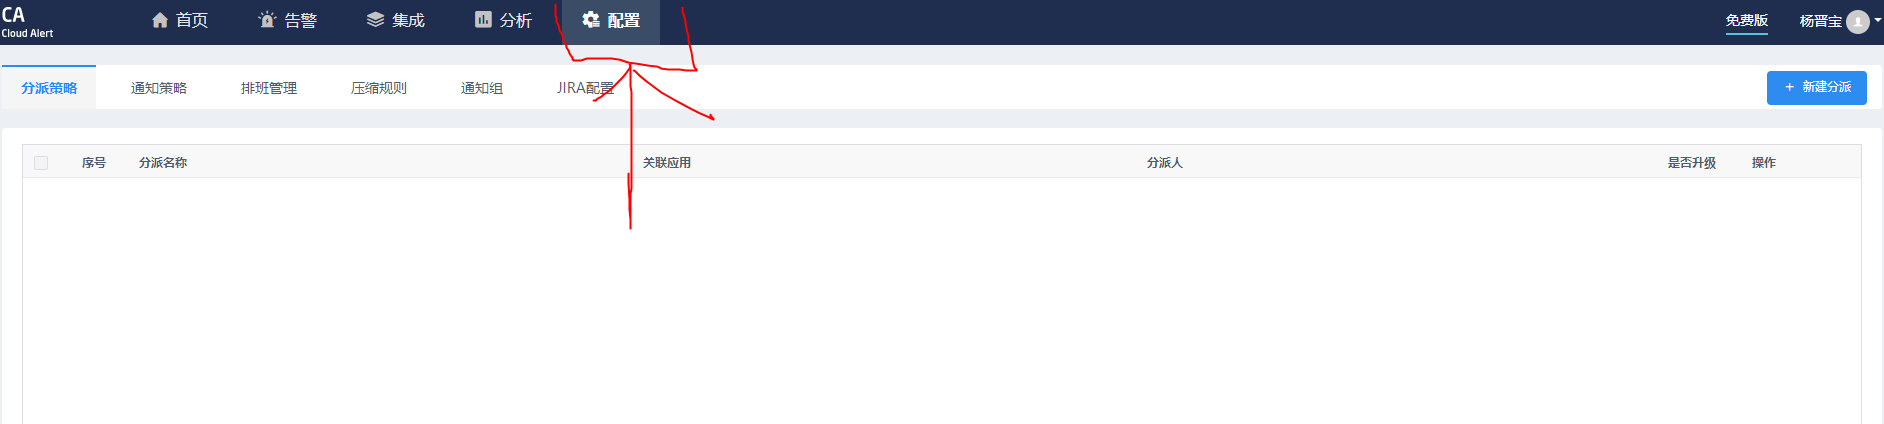 CA
Cloud Alert
首页 告警 集成 分析 配置 免费版 杨晋宝
分派策略 通知策略 排班管理 压缩规则 通知组 JIRA配置 + 新建分派
序号 分派名称 关联应用 分派人 是否升级 操作